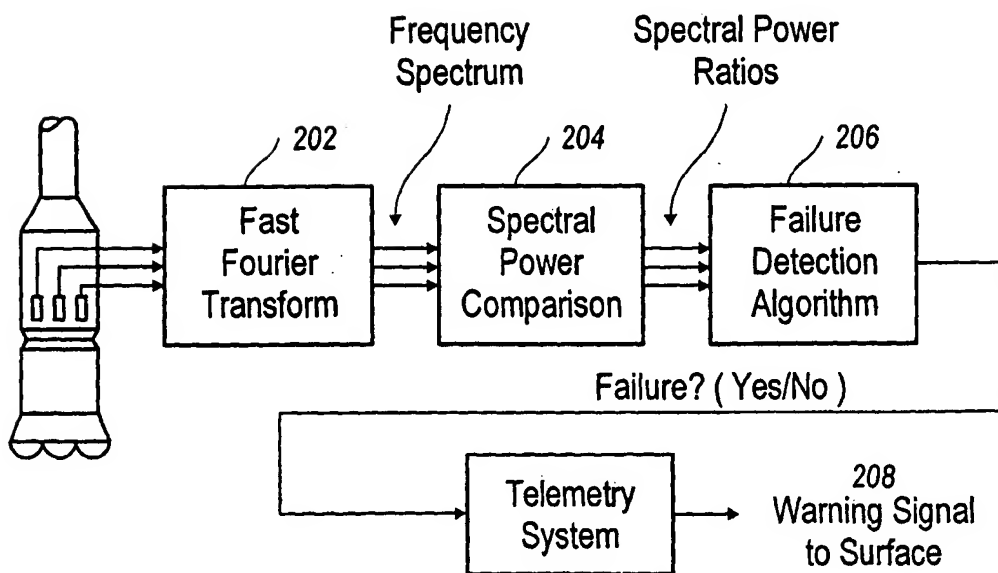 Frequency
Spectrum
Spectral Power
Ratios
202
204
206
Fast
Fourier
Transform
Spectral
Power
Comparison
Failure
Detection
Algorithm
Failure? ( Yes/No )
Telemetry
System
208
Warning Signal
to Surface